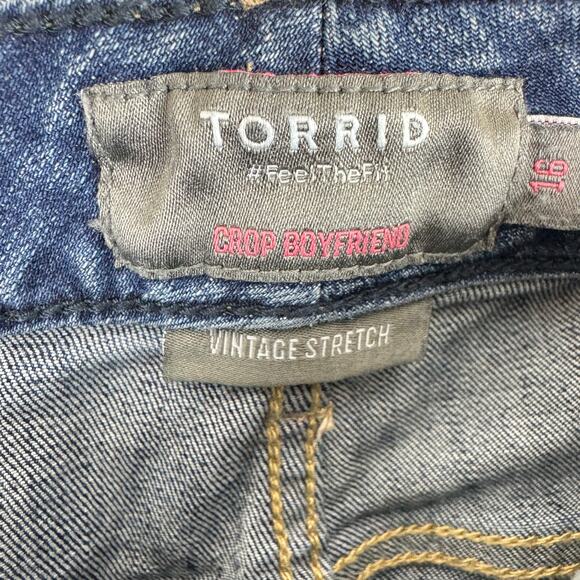 TORRID
#FeelTheFit
CROP BOYFRIEND
16
VINTAGE STRETCH